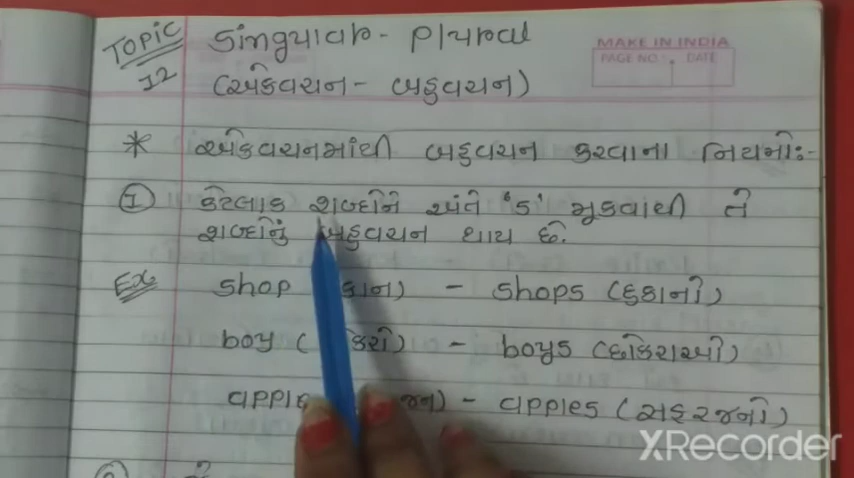 TOPIC 12
Singular - Plural
MAKE IN INDIA
PAGE NO.: DATE
(એકવચન - બહુવચન)
* એકવચનમાંથી બહુવચન કરવાના નિયમો:-
① કેટલાક શબ્દોને અંતે 's' મૂકવાથી તે
શબ્દોનું બહુવચન થાય છે.
Ex shop - shops (દુકાનો)
boy ( - boys (છોકરાઓ)
- apples (સફરજનો)
XRecorder